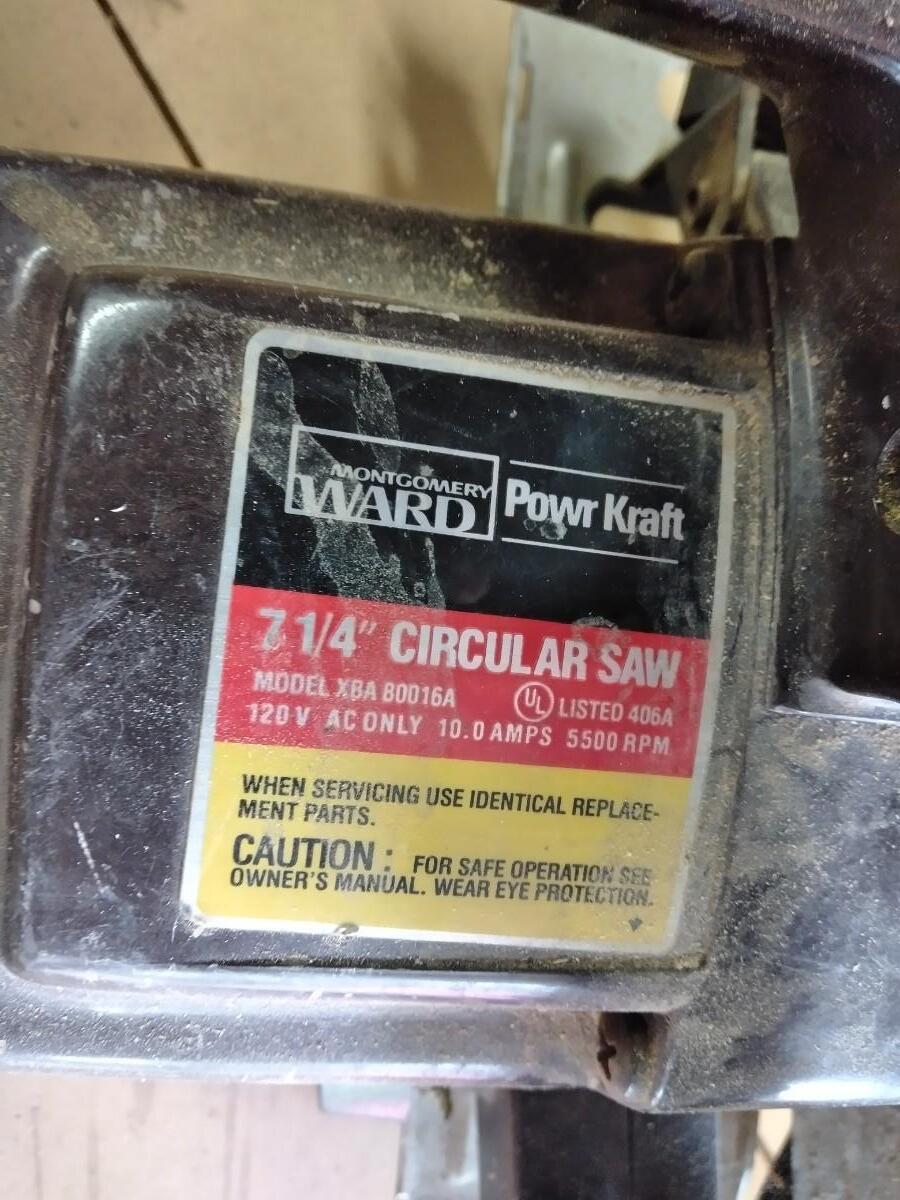 MONTGOMERY
WARD
Powr Kraft
7 1/4" CIRCULAR SAW
MODEL XBA 80016A
UL LISTED 406A
120 V AC ONLY 10.0 AMPS 5500 RPM
WHEN SERVICING USE IDENTICAL REPLACE-
MENT PARTS.
CAUTION : FOR SAFE OPERATION SEE
OWNER'S MANUAL. WEAR EYE PROTECTION.